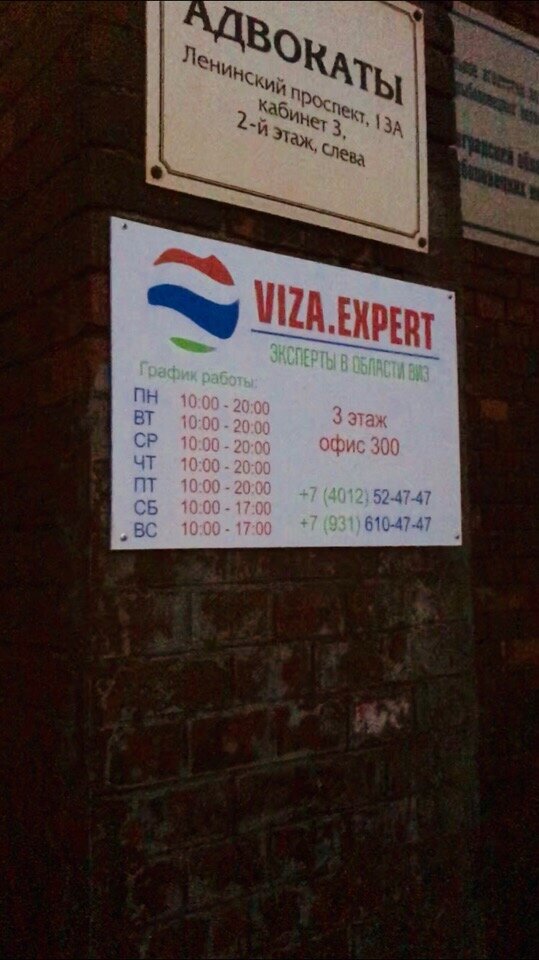 АДВОКАТЫ
Ленинский проспект, 13А
кабинет 3,
2-й этаж, слева
VIZA.EXPERT
ЭКСПЕРТЫ В ОБЛАСТИ ВИЗ
График работы:
ПН 10:00 - 20:00
ВТ 10:00 - 20:00
СР 10:00 - 20:00
ЧТ 10:00 - 20:00
ПТ 10:00 - 20:00
СБ 10:00 - 17:00
ВС 10:00 - 17:00
3 этаж
офис 300
+7 (4012) 52-47-47
+7 (931) 610-47-47